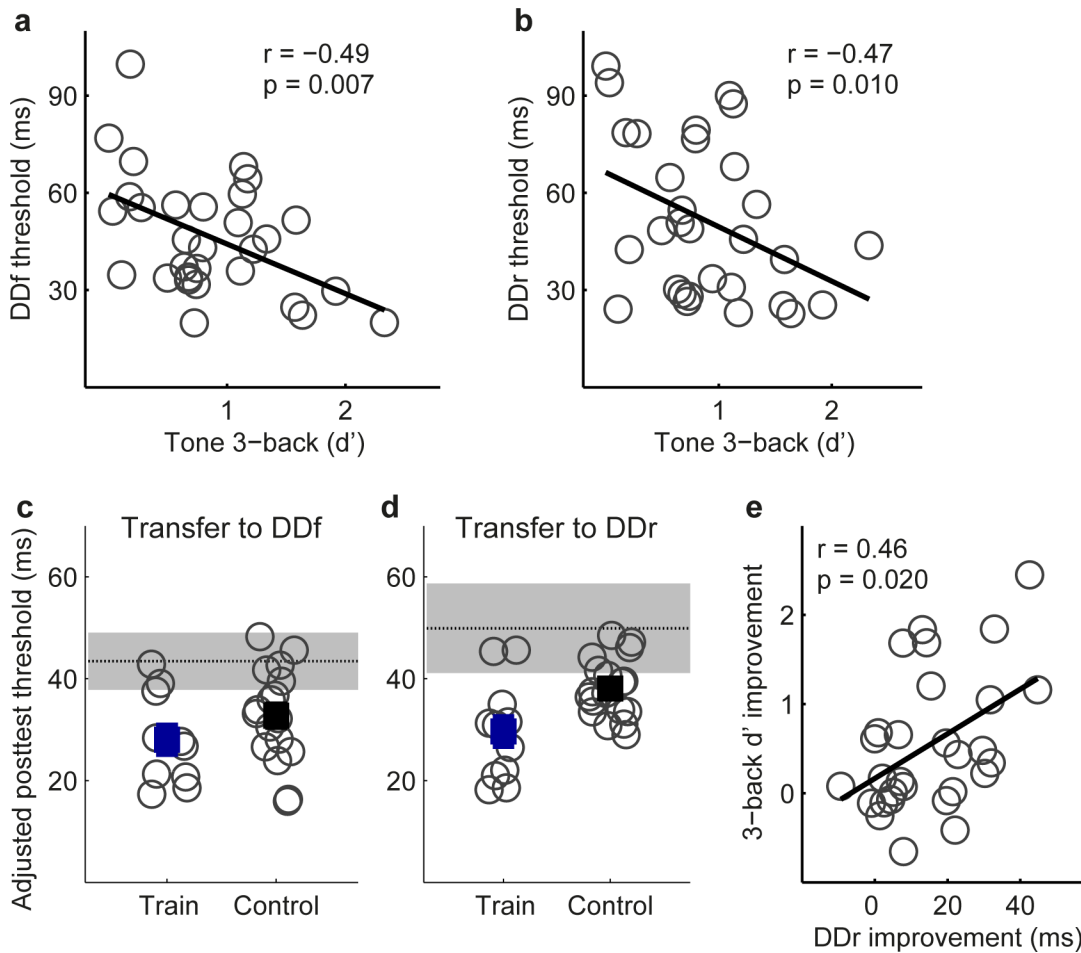 a
r = −0.49
p = 0.007
90
60
30
DDf threshold (ms)
1
2
Tone 3−back (d’)
b
r = −0.47
p = 0.010
90
60
30
DDr threshold (ms)
1
2
Tone 3−back (d’)
c
Transfer to DDf
60
40
20
Adjusted posttest threshold (ms)
Train
Control
d
Transfer to DDr
60
40
20
Train
Control
e
r = 0.46
p = 0.020
2
1
0
3−back d’ improvement
0
20
40
DDr improvement (ms)